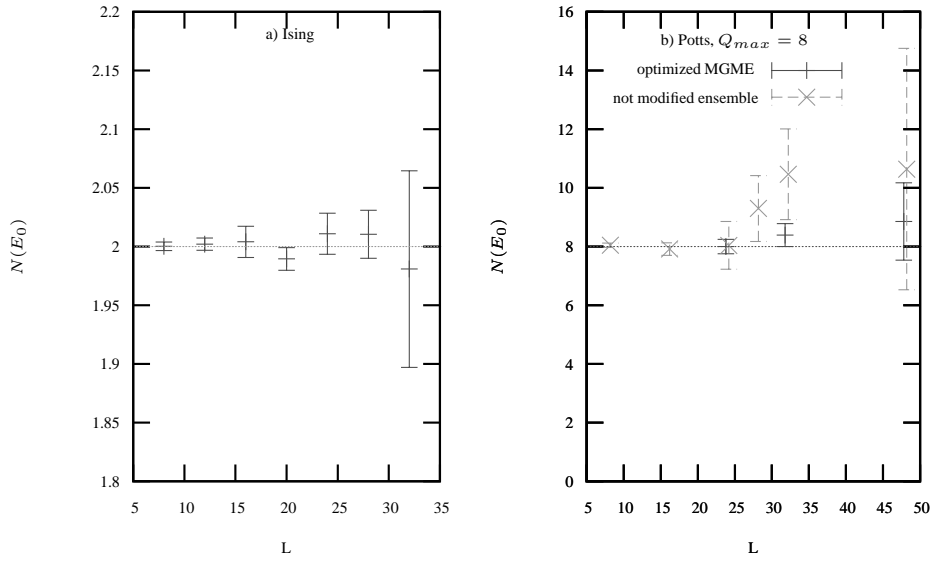 a) Ising
2.2
2.15
2.1
2.05
2
1.95
1.9
1.85
1.8
N(E₀)
5 10 15 20 25 30 35
L
b) Potts, Qₘₐₓ = 8
optimized MGME
not modified ensemble
16
14
12
10
8
6
4
2
0
N(E₀)
5 10 15 20 25 30 35 40 45 50
L